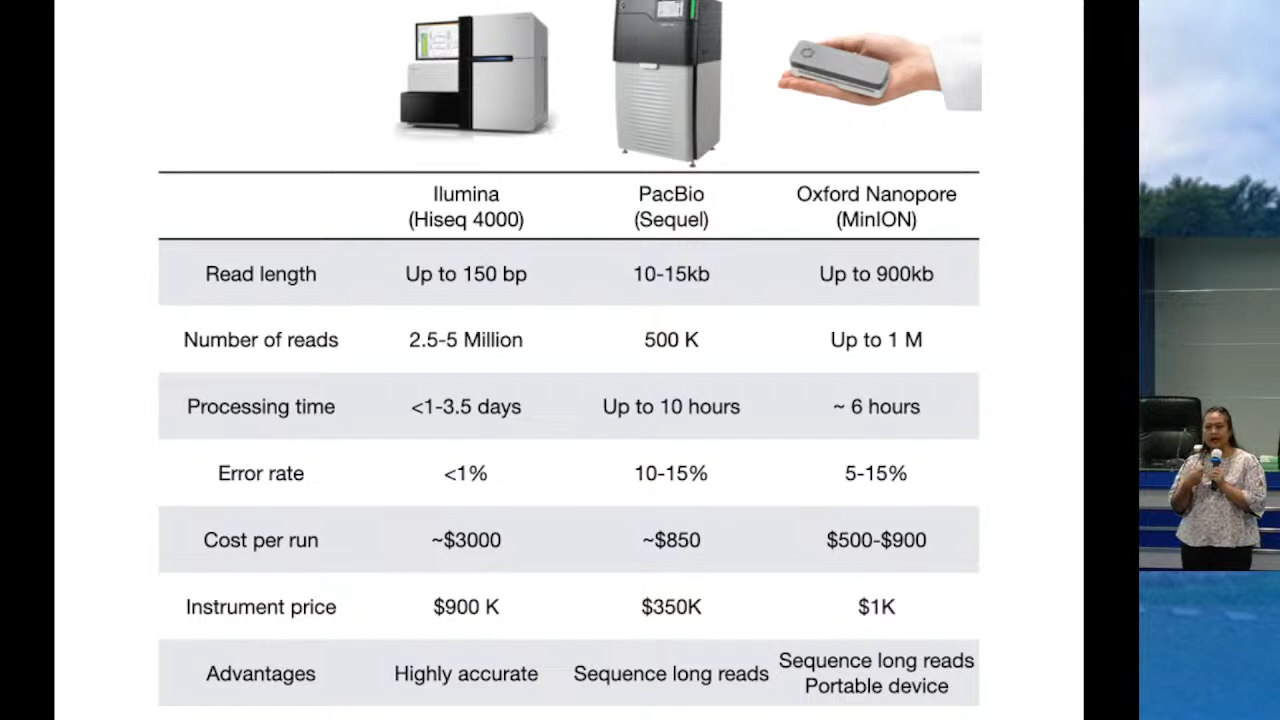 Ilumina
(Hiseq 4000)
PacBio
(Sequel)
Oxford Nanopore
(MinION)
Read length Up to 150 bp 10-15kb Up to 900kb
Number of reads 2.5-5 Million 500 K Up to 1 M
Processing time <1-3.5 days Up to 10 hours ~ 6 hours
Error rate <1% 10-15% 5-15%
Cost per run ~$3000 ~$850 $500-$900
Instrument price $900 K $350K $1K
Advantages Highly accurate Sequence long reads Sequence long reads
Portable device